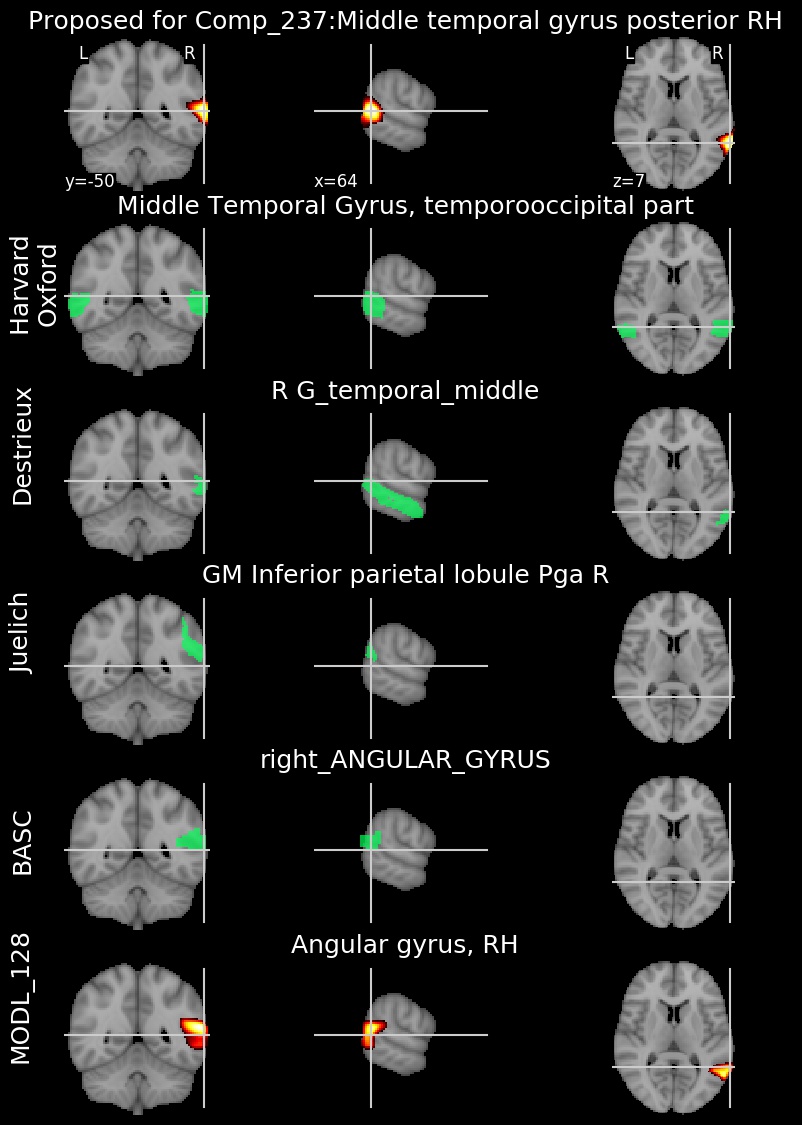 Proposed for Comp_237:Middle temporal gyrus posterior RH
L R L R
y=-50 x=64 z=7
Middle Temporal Gyrus, temporooccipital part
Harvard
Oxford
R G_temporal_middle
Destrieux
GM Inferior parietal lobule Pga R
Juelich
right_ANGULAR_GYRUS
BASC
Angular gyrus, RH
MODL_128